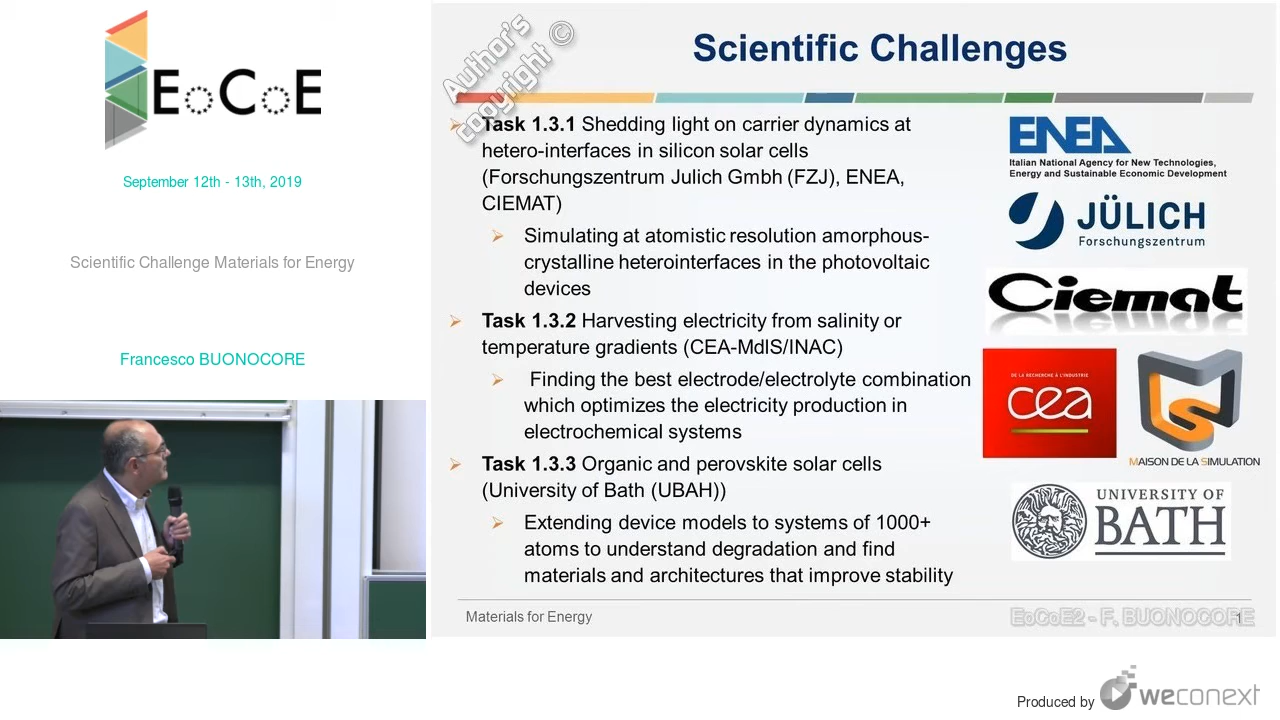 EoCoE
September 12th - 13th, 2019
Scientific Challenge Materials for Energy
Francesco BUONOCORE
Author's
copyright ©
Scientific Challenges
Task 1.3.1 Shedding light on carrier dynamics at
hetero-interfaces in silicon solar cells
(Forschungszentrum Julich Gmbh (FZJ), ENEA,
CIEMAT)
Simulating at atomistic resolution amorphous-
crystalline heterointerfaces in the photovoltaic
devices
Task 1.3.2 Harvesting electricity from salinity or
temperature gradients (CEA-MdlS/INAC)
Finding the best electrode/electrolyte combination
which optimizes the electricity production in
electrochemical systems
Task 1.3.3 Organic and perovskite solar cells
(University of Bath (UBAH))
Extending device models to systems of 1000+
atoms to understand degradation and find
materials and architectures that improve stability
ENEA
Italian National Agency for New Technologies,
Energy and Sustainable Economic Development
JÜLICH
Forschungszentrum
Ciemat
DE LA RECHERCHE À L'INDUSTRIE
cea
MAISON DE LA SIMULATION
UNIVERSITY OF
BATH
Materials for Energy
EoCoE2 - F. BUONOCORE
1
Produced by weconext